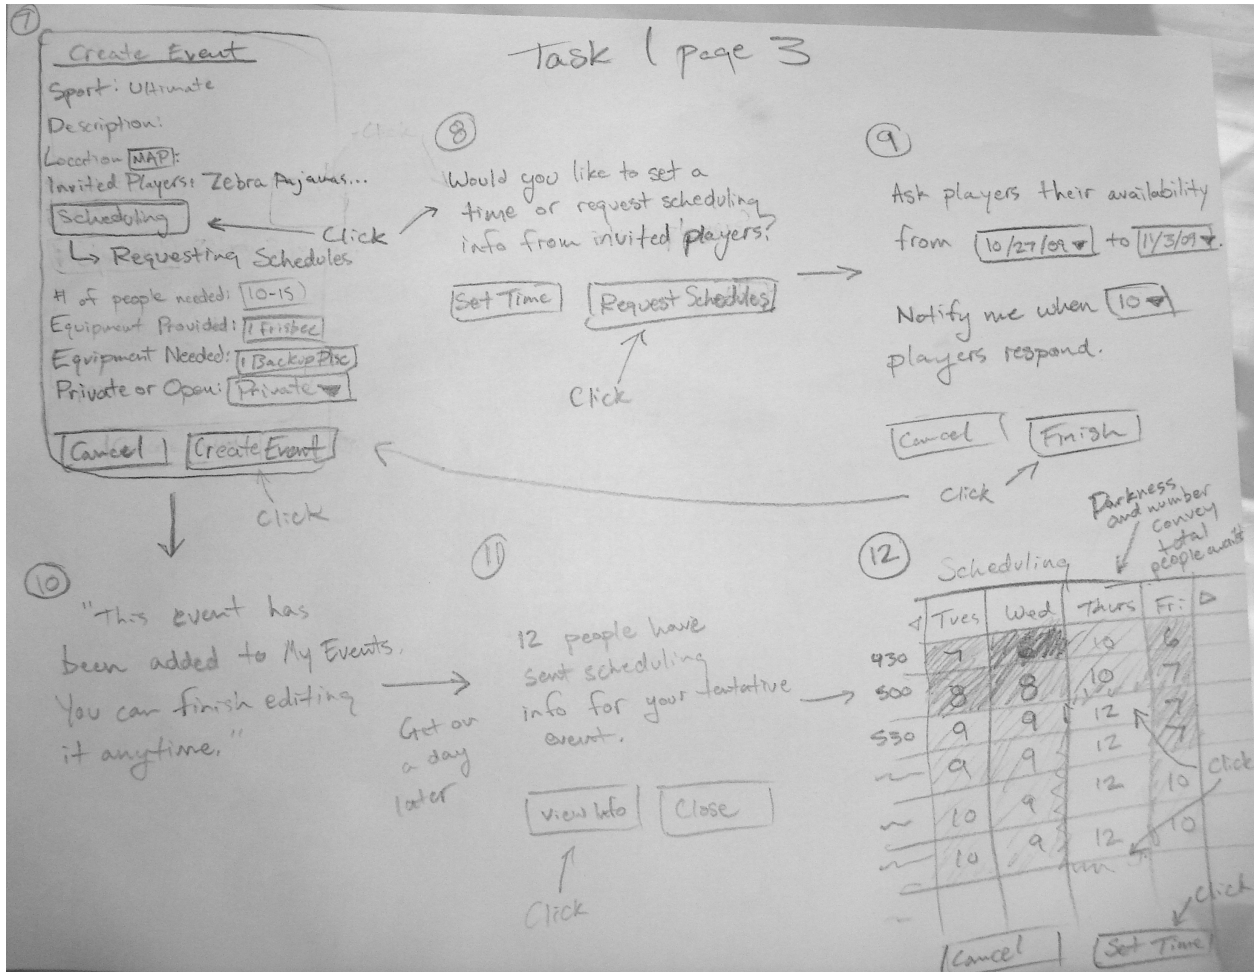 Task 1 page 3
7
Create Event
Sport: Ultimate
Description:
Location MAP:
Invited Players: Zebra Pajamas...
Scheduling
Click
Requesting Schedules
# of people needed: 10-15
Equipment Provided: 1 Frisbee
Equipment Needed: 1 Backup Disc
Private or Open: Private
Cancel Create Event
Click
-Click
8
Would you like to set a
time or request scheduling
info from invited players?
Set Time Request Schedules
Click
9
Ask players their availability
from 10/27/09 to 11/3/09.
Notify me when 10
players respond.
Cancel Finish
Click
10
"This event has
been added to My Events.
You can finish editing
it anytime."
Get on
a day
later
11
12 people have
sent scheduling
info for your tentative
event.
View Info Close
Click
12
Scheduling
Darkness
and number
convey
total
people
Tues Wed Thurs Fri
430 7 10 6
500 8 8 10 7
530 9 9 12 7
9 9 12 7
10 9 12 10
10 9 12 10
Click
Click
Cancel Set Time